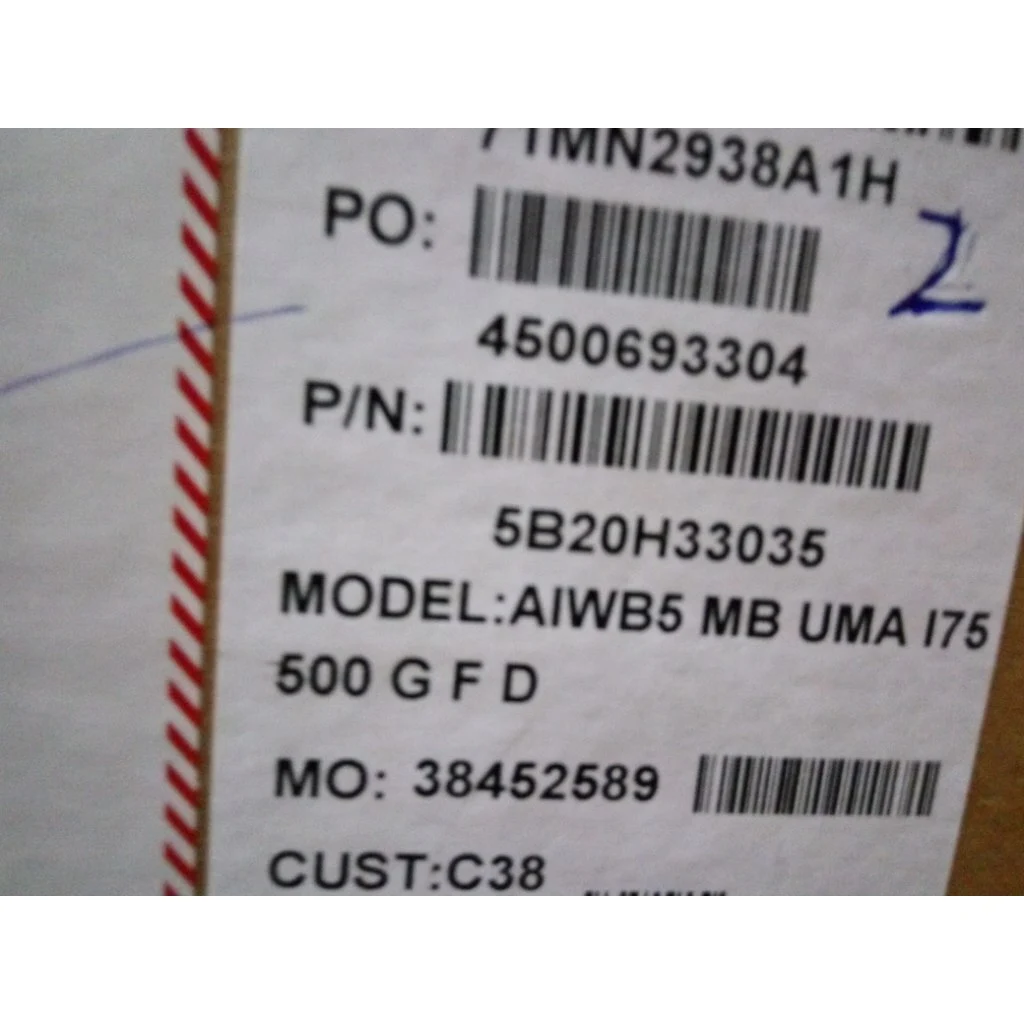 71MN2938A1H
PO:
2
4500693304
P/N:
5B20H33035
MODEL:AIWB5 MB UMA I75
500 G F D
MO: 38452589
CUST:C38